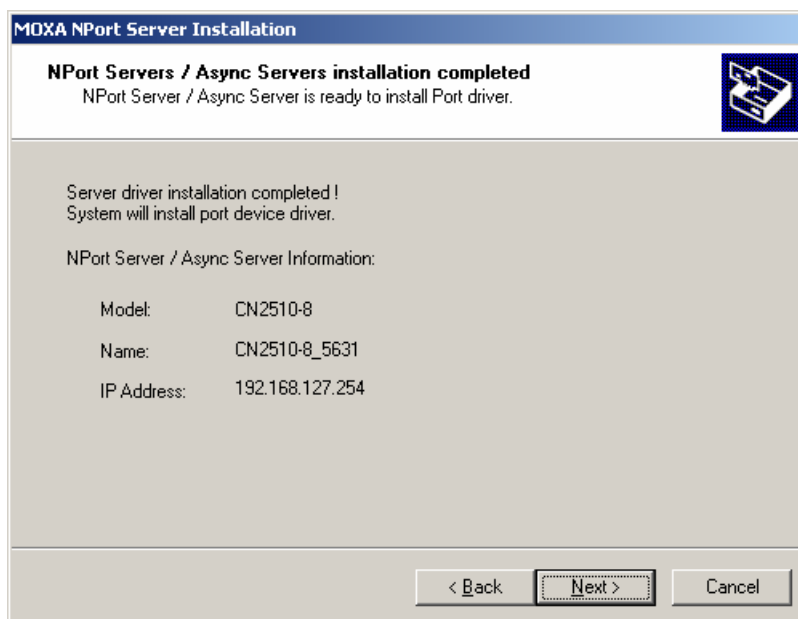 MOXA NPort Server Installation
NPort Servers / Async Servers installation completed
NPort Server / Async Server is ready to install Port driver.
Server driver installation completed !
System will install port device driver.
NPort Server / Async Server Information:
Model: CN2510-8
Name: CN2510-8_5631
IP Address: 192.168.127.254
< Back Next > Cancel